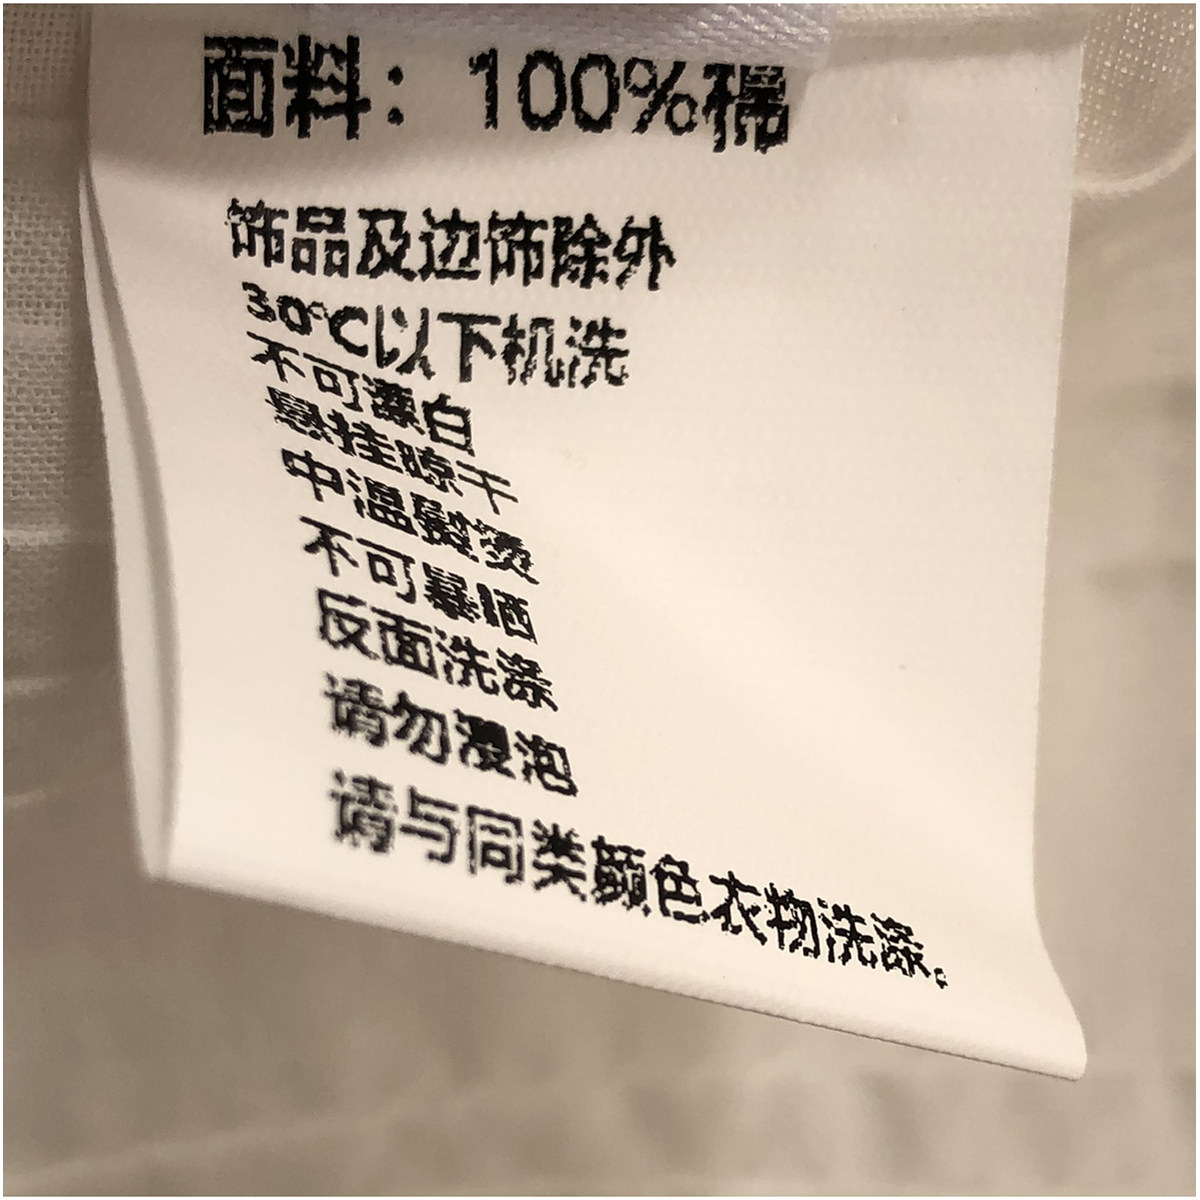 面料：100%棉
饰品及边饰除外
30℃以下机洗
不可漂白
悬挂晾干
中温熨烫
不可暴晒
反面洗涤
请勿浸泡
请与同类颜色衣物洗涤。